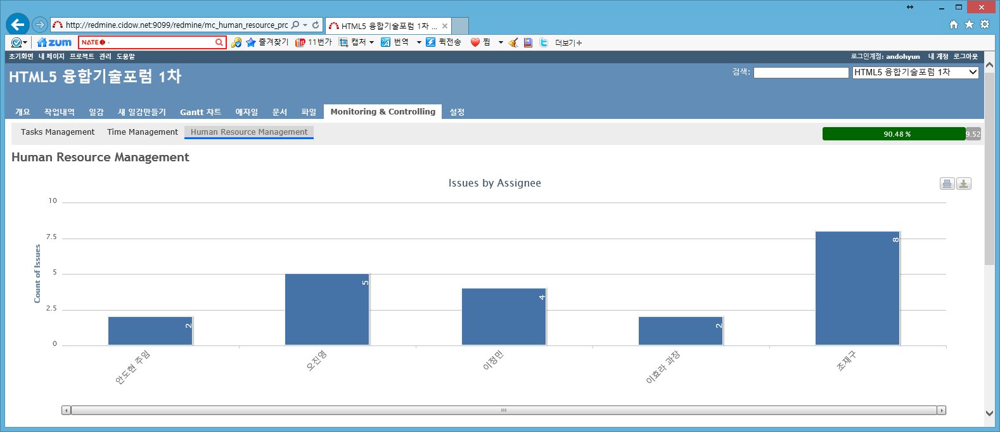 http://redmine.cidow.net:9099/redmine/mc_human_resource_prc
HTML5 융합기술포럼 1차 ...
zum
NATE
즐겨찾기
11번가
캡처
번역
퀵전송
찜
더보기+
초기화면 내 페이지 프로젝트 관리 도움말
로그인계정: andohyun 내 계정 로그아웃
HTML5 융합기술포럼 1차
검색:
HTML5 융합기술포럼 1차
개요 작업내역 일감 새 일감만들기 Gantt 챠트 애자일 문서 파일 Monitoring & Controlling 설정
Tasks Management Time Management Human Resource Management
90.48 %
9.52
Human Resource Management
Issues by Assignee
Count of Issues
10
7.5
5
2.5
0
2
5
4
2
8
안도현 주임
오진영
이정민
이효라 과장
조재구